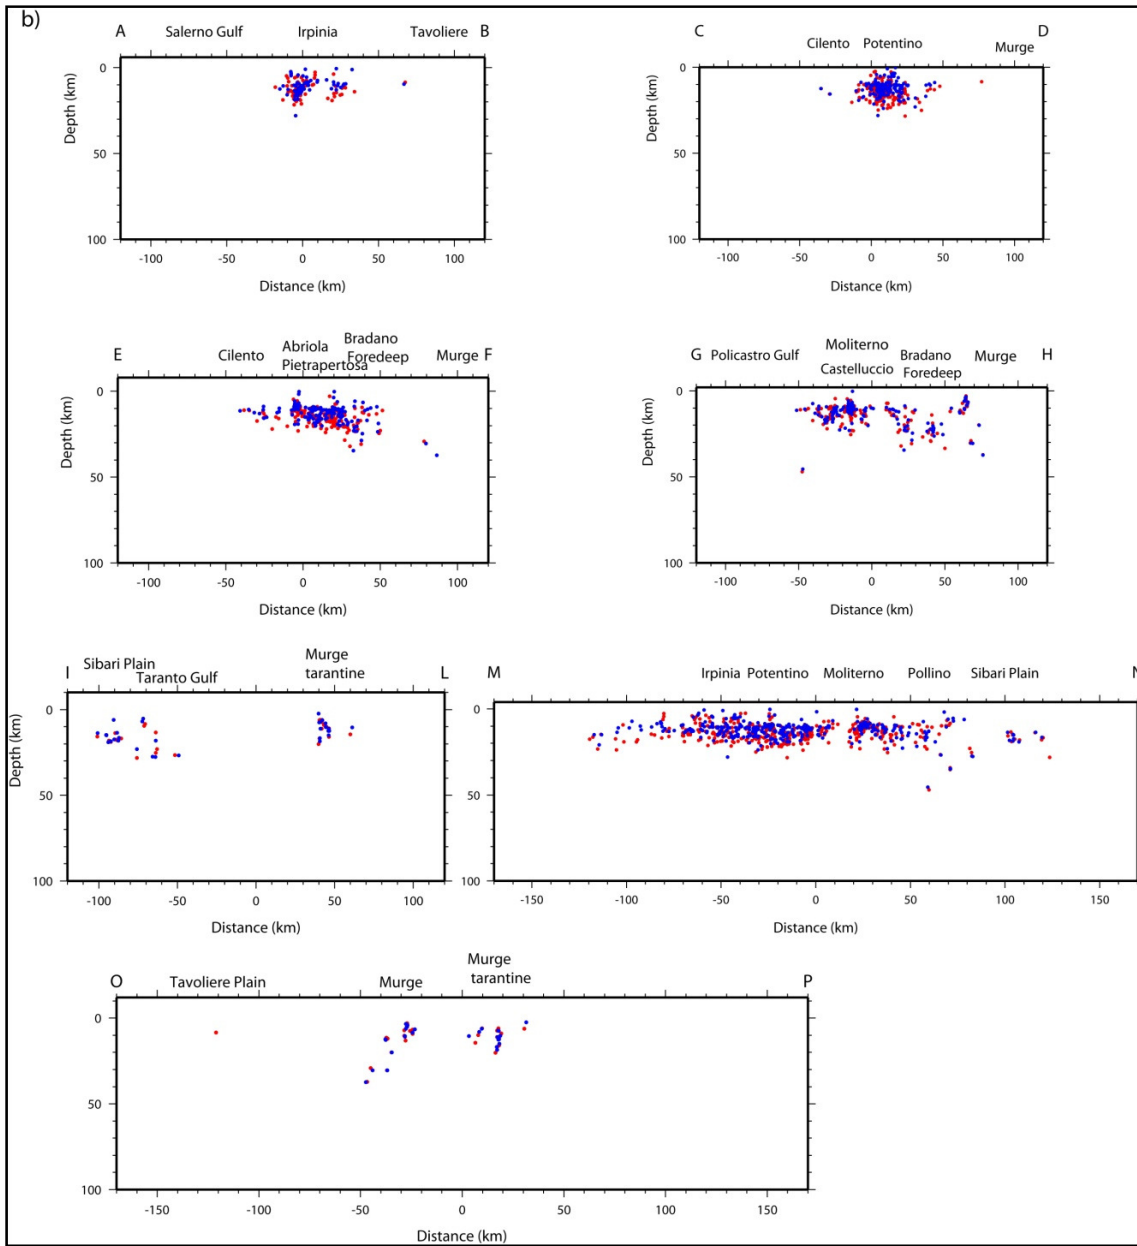 b)
A Salerno Gulf Irpinia Tavoliere B
0
50
100
Depth (km)
-100 -50 0 50 100
Distance (km)
C Cilento Potentino Murge D
0
50
100
Depth (km)
-100 -50 0 50 100
Distance (km)
E Cilento Abriola Pietrapertosa Bradano Foredeep Murge F
0
50
100
Depth (km)
-100 -50 0 50 100
Distance (km)
G Policastro Gulf Moliterno Castelluccio Bradano Foredeep Murge H
0
50
100
Depth (km)
-100 -50 0 50 100
Distance (km)
I Sibari Plain Taranto Gulf Murge tarantine L
0
50
100
Depth (km)
-100 -50 0 50 100
Distance (km)
M Irpinia Potentino Moliterno Pollino Sibari Plain N
-150 -100 -50 0 50 100 150
Distance (km)
O Tavoliere Plain Murge Murge tarantine P
0
50
100
Depth (km)
-150 -100 -50 0 50 100 150
Distance (km)